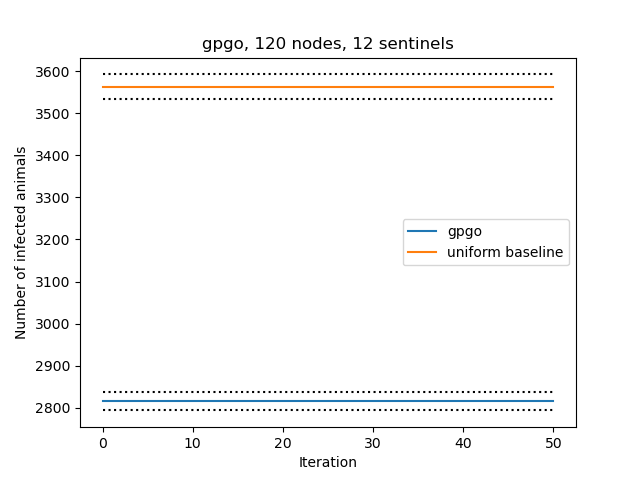 gpgo, 120 nodes, 12 sentinels
3600
3500
3400
3300
3200
3100
3000
2900
2800
Number of infected animals
gpgo
uniform baseline
0 10 20 30 40 50
Iteration